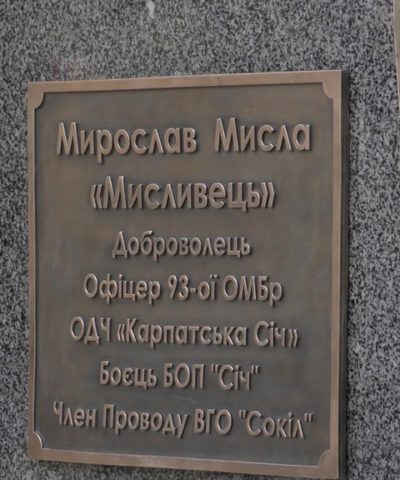 Мирослав Мисла
«Мисливець»
Доброволець
Офіцер 93-ої ОМБр
ОДЧ «Карпатська Січ»
Боєць БОП "Січ"
Член Проводу ВГО "Сокіл"